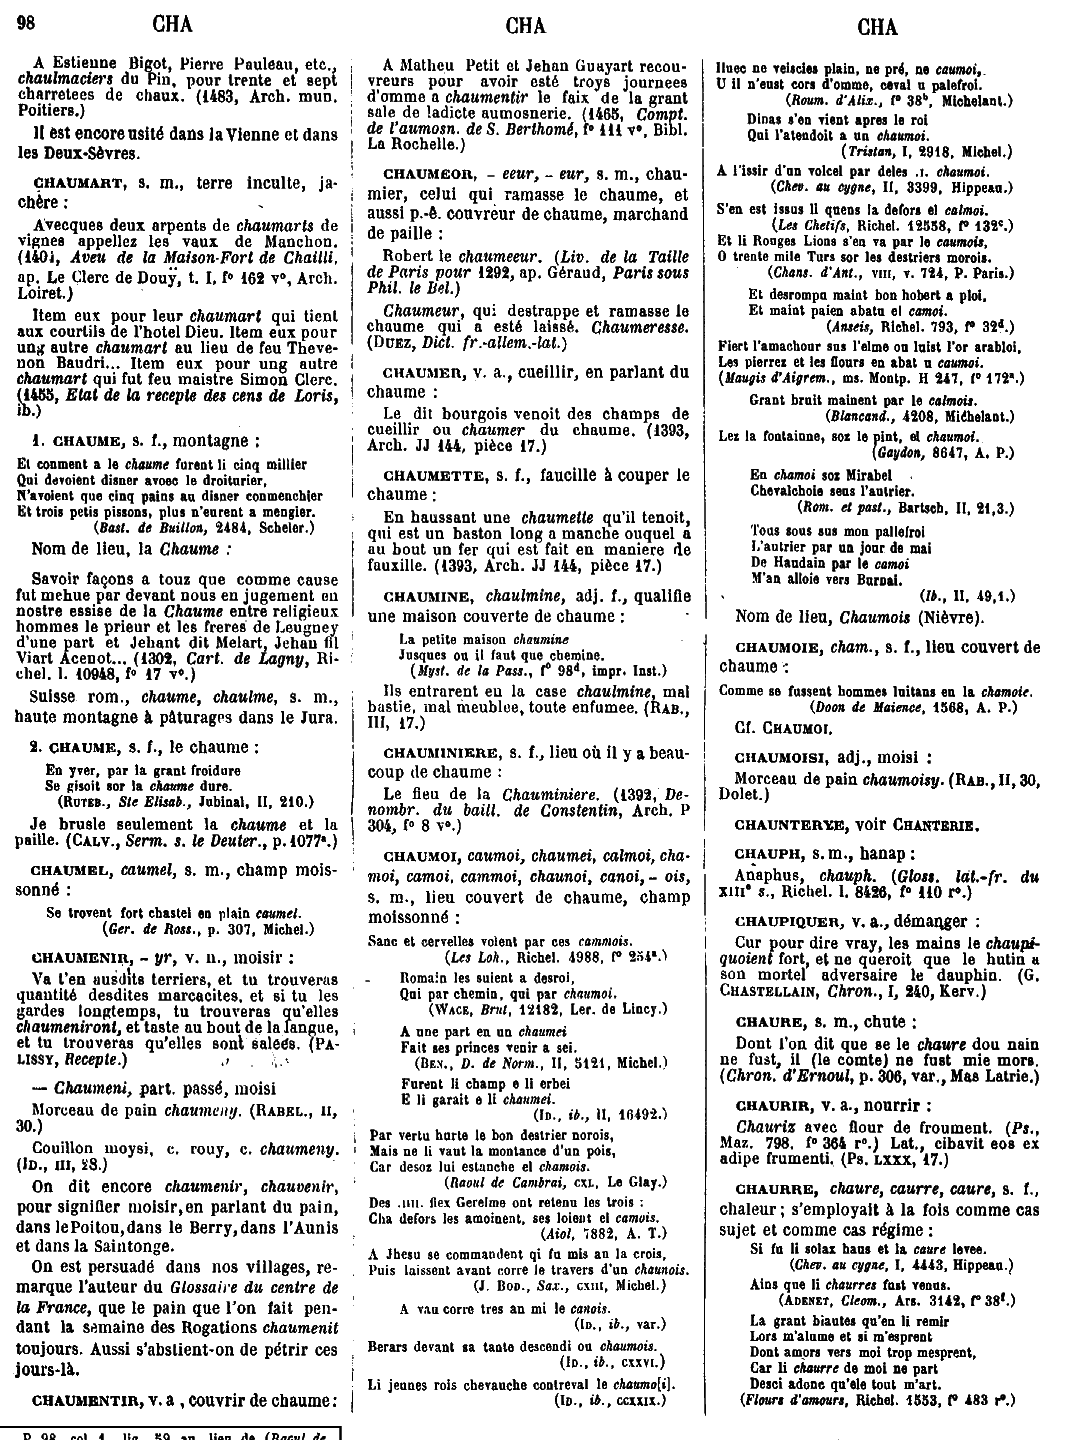 98 CHA CHA CHA
A Estienne Bigot, Pierre Pauleau, etc.,
chaulmaciers du Pin, pour trente et sept
charretees de chaux. (1483, Arch. mun.
Poitiers.)
Il est encore usité dans la Vienne et dans
les Deux-Sèvres.
CHAUMART, s. m., terre inculte, ja-
chère :
Avecques deux arpents de chaumarts de
vignes appellez les vaux de Manchon.
(1401, Aveu de la Maison-Fort de Chailli,
ap. Le Clerc de Douÿ, t. I, fº 162 vº, Arch.
Loiret.)
Item eux pour leur chaumart qui tient
aux courtils de l'hotel Dieu. Item eux pour
ung autre chaumart au lieu de feu Theve-
non Baudri... Item eux pour ung autre
chaumart qui fut feu maistre Simon Clerc.
(1455, Etat de la recepte des cens de Loris,
ib.)
1. CHAUME, s. f., montagne :
Et conment a le chaume furent li cinq millier
Qui devoient disner avoec le droiturier,
N'avoient que cinq pains au disner conmenchier
Et trois petis pissons, plus n'eurent a mengier.
(Bast. de Buillon, 2484, Scheler.)
Nom de lieu, la Chaume :
Savoir façons a touz que comme cause
fut mehue par devant nous en jugement en
nostre essise de la Chaume entre religieux
hommes le prieur et les freres de Leugney
d'une part et Jehant dit Melart, Jehan fil
Viart Acenot... (1302, Cart. de Lagny, Ri-
chel. l. 10948, fº 17 vº.)
Suisse rom., chaume, chaulme, s. m.,
haute montagne à pâturages dans le Jura.
2. CHAUME, s. f., le chaume :
En yver, par la grant froidure
Se gisoit sor la chaume dure.
(RUTEB., Ste Elisab., Jubinal, II, 210.)
Je brusle seulement la chaume et la
paille. (CALV., Serm. s. le Deuter., p. 1077ª.)
CHAUMEL, caumel, s. m., champ mois-
sonné :
Se trovent fort chastel en plain caumel.
(Ger. de Ross., p. 307, Michel.)
CHAUMENIR, - yr, v. n., moisir :
Va t'en ausdits terriers, et tu trouveras
quantité desdites marcacites, et si tu les
gardes longtemps, tu trouveras qu'elles
chaumeniront, et taste au bout de la langue,
et tu trouveras qu'elles sont salées. (PA-
LISSY, Recepte.)
— Chaumeni, part. passé, moisi
Morceau de pain chaumeny. (RABEL., II,
30.)
Couillon moysi, c. rouy, c. chaumeny.
(ID., III, 28.)
On dit encore chaumenir, chauvenir,
pour signifier moisir, en parlant du pain,
dans le Poitou, dans le Berry, dans l'Aunis
et dans la Saintonge.
On est persuadé dans nos villages, re-
marque l'auteur du Glossaire du centre de
la France, que le pain que l'on fait pen-
dant la semaine des Rogations chaumenit
toujours. Aussi s'abstient-on de pétrir ces
jours-là.
CHAUMENTIR, v. a , couvrir de chaume :
A Matheu Petit et Jehan Guayart recou-
vreurs pour avoir esté troys journees
d'omme a chaumentir le faix de la grant
sale de ladicte aumosnerie. (1465, Compt.
de l'aumosn. de S. Berthomé, fº 111 vº, Bibl.
La Rochelle.)
CHAUMEOR, - eeur, - eur, s. m., chau-
mier, celui qui ramasse le chaume, et
aussi p.-ê. couvreur de chaume, marchand
de paille :
Robert le chaumeeur. (Liv. de la Taille
de Paris pour 1292, ap. Géraud, Paris sous
Phil. le Bel.)
Chaumeur, qui destrappe et ramasse le
chaume qui a esté laissé. Chaumeresse.
(DUEZ, Dict. fr.-allem.-lat.)
CHAUMER, v. a., cueillir, en parlant du
chaume :
Le dit bourgois venoit des champs de
cueillir ou chaumer du chaume. (1393,
Arch. JJ 144, pièce 17.)
CHAUMETTE, s. f., faucille à couper le
chaume :
En haussant une chaumette qu'il tenoit,
qui est un baston long a manche ouquel a
au bout un fer qui est fait en maniere de
fauxille. (1393, Arch. JJ 144, pièce 17.)
CHAUMINE, chaulmine, adj. f., qualifie
une maison couverte de chaume :
La petite maison chaumine
Jusques ou il faut que chemine.
(Myst. de la Pass., fº 98ᵈ, impr. Inst.)
Ils entrarent en la case chaulmine, mal
bastie, mal meublee, toute enfumee. (RAB.,
III, 17.)
CHAUMINIERE, s. f., lieu où il y a beau-
coup de chaume :
Le fieu de la Chauminiere. (1392, De-
nombr. du baill. de Constentin, Arch. P
304, fº 8 vº.)
CHAUMOI, caumoi, chaumei, calmoi, cha-
moi, camoi, cammoi, chaunoi, canoi, - ois,
s. m., lieu couvert de chaume, champ
moissonné :
Sanc et cervelles volent par ces cammois.
(Les Loh., Richel. 4988, fº 254ª.)
Romain les suient a desroi,
Qui par chemin, qui par chaumoi.
(WACE, Brut, 12182, Ler. de Lincy.)
A une part en un chaumei
Fait ses princes venir a sei.
(BEN., D. de Norm., II, 5121, Michel.)
Furent li champ e li erbei
E li garait e li chaumei.
(ID., ib., II, 16492.)
Par vertu hurte le bon destrier norois,
Mais ne li vaut la montance d'un pois,
Car desoz lui estanche el chamois.
(Raoul de Cambrai, CXL, Le Glay.)
Des .IIII. fiex Gerelme ont retenu les trois :
Cha defors les amoinent, ses loient el camois.
(Aiol, 7882, A. T.)
A Jhesu se commandent qi fu mis an la crois,
Puis laissent avant corre le travers d'un chaunois.
(J. BOD., Sax., CXIII, Michel.)
A vau corre tres an mi le canois.
(ID., ib., var.)
Berars devant sa tante descendi ou chaumois.
(ID., ib., CXXVI.)
Li jeunes rois chevauche contreval le chaumo[i].
(ID., ib., CCXXIX.)
Iluec ne veissies plain, ne pré, ne caumoi,
U il n'eust cors d'omme, ceval u palefroi.
(Roum. d'Alix., fº 38ᵇ, Michelant.)
Dinas s'en vient apres le roi
Qui l'atendoit a un chaumoi.
(Tristan, I, 2918, Michel.)
A l'issir d'un volcel par deles .I. chaumoi.
(Chev. au cygne, II, 3399, Hippeau.)
S'en est issus li quens la defors el calmoi.
(Les Chetifs, Richel. 12558, fº 132ᶜ.)
Et li Rouges Lions s'en va par le caumois,
O trente mile Turs sor les destriers morois.
(Chans. d'Ant., VIII, v. 724, P. Paris.)
Et desrompu maint bon hobert a ploi,
Et maint paien abatu el camoi.
(Anseis, Richel. 793, fº 32ᵈ.)
Fiert l'amachour sus l'elme ou luist l'or arabloi,
Les pierrez et les flours en abat u caumoi.
(Maugis d'Aigrem., ms. Montp. H 247, fº 172ª.)
Grant bruit mainent par le calmois.
(Blancand., 4208, Michelant.)
Lez la fontainne, soz le pint, el chaumoi.
(Gaydon, 8647, A. P.)
En chamoi soz Mirabel
Chevalchoie seus l'autrier.
(Rom. et past., Bartsch, II, 21,3.)
Tous sous sus mon palleſroi
L'autrier par un jour de mai
De Handain par le camoi
M'an alloie vers Burnai.
(Ib., II, 49,1.)
Nom de lieu, Chaumois (Nièvre).
CHAUMOIE, cham., s. f., lieu couvert de
chaume :
Comme se fussent hommes luitans en la chamoie.
(Doon de Maience, 1568, A. P.)
Cf. CHAUMOI.
CHAUMOISI, adj., moisi :
Morceau de pain chaumoisy. (RAB., II, 30,
Dolet.)
CHAUNTERYE, voir CHANTERIE.
CHAUPH, s. m., hanap :
Anaphus, chauph. (Gloss. lat.-fr. du
XIIIᵉ s., Richel. l. 8426, fº 110 rº.)
CHAUPIQUER, v. a., démanger :
Cur pour dire vray, les mains le chaupi-
quoient fort, et ne queroit que le hutin a
son mortel adversaire le dauphin. (G.
CHASTELLAIN, Chron., I, 240, Kerv.)
CHAURE, s. m., chute :
Dont l'on dit que se le chaure dou nain
ne fust, il (le comte) ne fust mie mors.
(Chron. d'Ernoul, p. 306, var., Mas Latrie.)
CHAURIR, v. a., nourrir :
Chauriz avec flour de froument. (Ps.,
Maz. 798, fº 364 rº.) Lat., cibavit eos ex
adipe frumenti. (Ps. LXXX, 17.)
CHAURRE, chaure, caurre, caure, s. f.,
chaleur ; s'employait à la fois comme cas
sujet et comme cas régime :
Si fu li solax haus et la caure levee.
(Chev. au cygne, I, 4443, Hippeau.)
Ains que li chaurres fust venus.
(ADENET, Cleom., Ars. 3142, fº 38ᶠ.)
La grant biautes qu'en li remir
Lors m'alume et si m'esprent
Dont amors vers moi trop mesprent,
Car li chaurre de moi ne part
Desci adonc qu'ele tout m'art.
(Flours d'amours, Richel. 1553, fº 483 rº.)